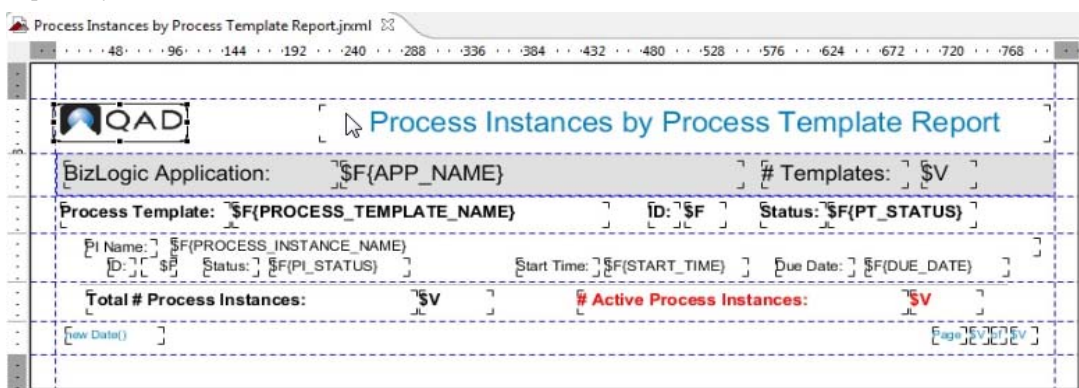 Process Instances by Process Template Report.jrxml
48 96 144 192 240 288 336 384 432 480 528 576 624 672 720 768
QAD Process Instances by Process Template Report
BizLogic Application: $F{APP_NAME} # Templates: $V
Process Template: $F{PROCESS_TEMPLATE_NAME} ID: $F Status: $F{PT_STATUS}
PI Name: $F{PROCESS_INSTANCE_NAME}
ID: $F Status: $F{PI_STATUS} Start Time: $F{START_TIME} Due Date: $F{DUE_DATE}
Total # Process Instances: $V # Active Process Instances: $V
new Date() Page $V of $V